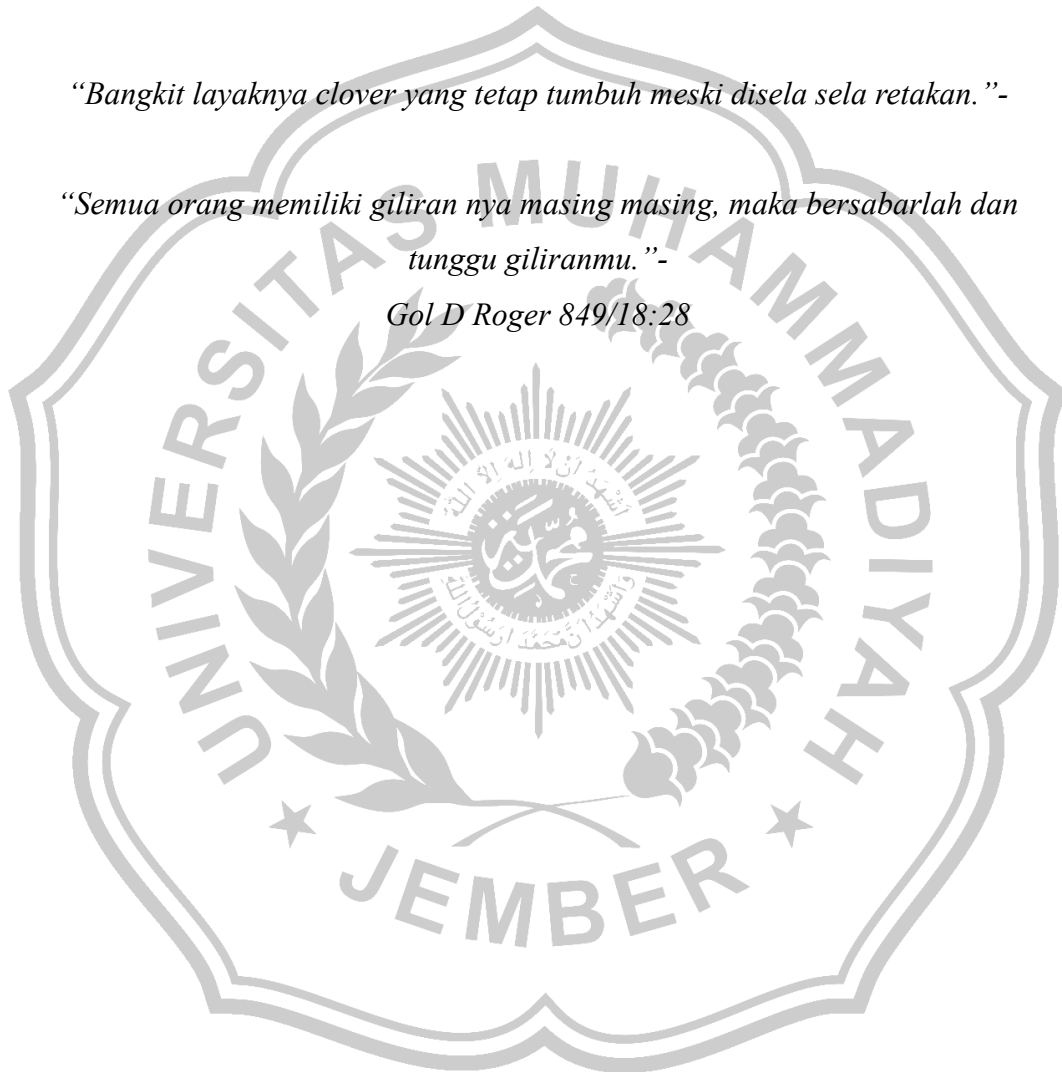 “Bangkit layaknya clover yang tetap tumbuh meski disela sela retakan.”-
“Semua orang memiliki giliran nya masing masing, maka bersabarlah dan
tunggu giliranmu.”-
Gol D Roger 849/18:28
UNIVERSITAS MUHAMMADIYAH
JEMBER